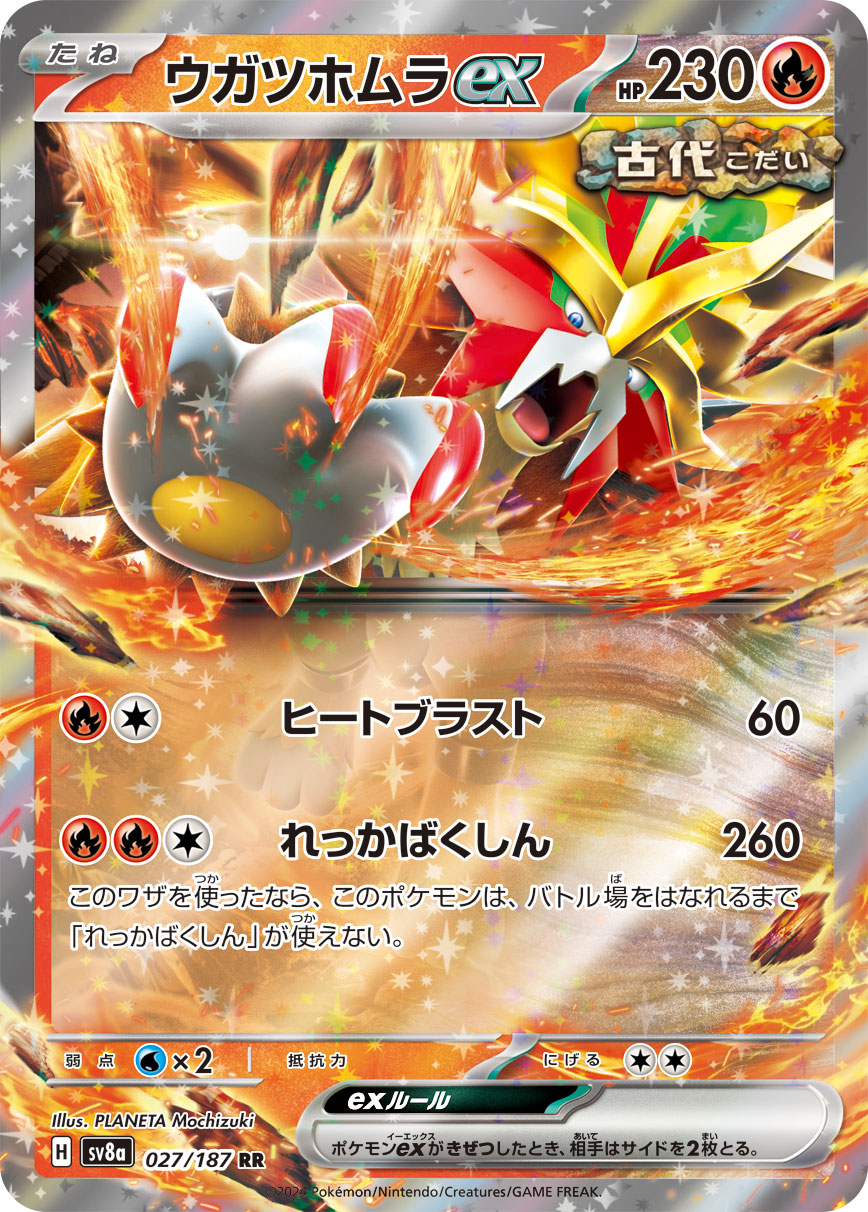 たね
ウガツホムラex HP230
古代 こだい
ヒートブラスト 60
れっかばくしん 260
このワザを使ったなら、このポケモンは、バトル場をはなれるまで
「れっかばくしん」が使えない。
弱点 ×2 抵抗力 にげる
exルール
Illus. PLANETA Mochizuki
ポケモンexがきぜつしたとき、相手はサイドを2枚とる。
H sv8a 027/187 RR
©2024 Pokémon/Nintendo/Creatures/GAME FREAK.